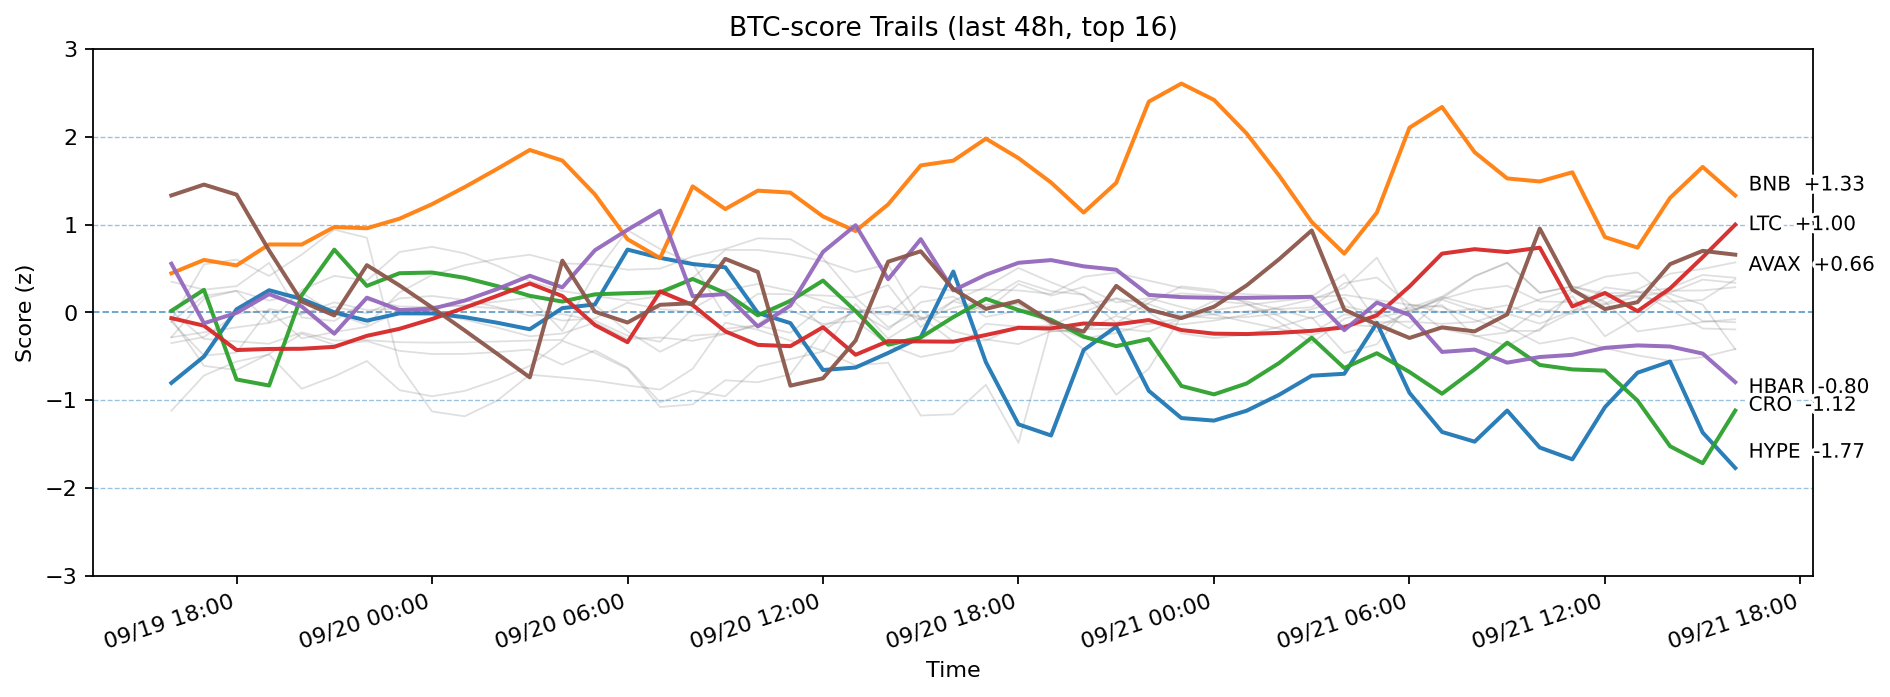 BTC-score Trails (last 48h, top 16)
3
2
1
0
−1
−2
−3
Score (z)
BNB +1.33
LTC +1.00
AVAX +0.66
HBAR -0.80
CRO -1.12
HYPE -1.77
09/19 18:00
09/20 00:00
09/20 06:00
09/20 12:00
09/20 18:00
09/21 00:00
09/21 06:00
09/21 12:00
09/21 18:00
Time